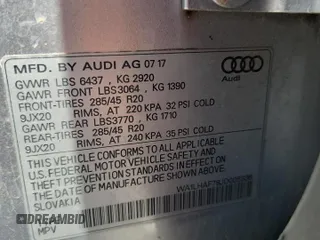 MFD. BY AUDI AG 07 17
GVWR LBS 6437 , KG 2920
GAWR FRONT LBS3064 , KG 1390
FRONT-TIRES 285/45 R20
9JX20 RIMS, AT 220 KPA 32 PSI COLD
GAWR REAR LBS3770 , KG 1710
REAR-TIRES 285/45 R20
9JX20 RIMS, AT 240 KPA 35 PSI COLD
Audi
THIS VEHICLE CONFORMS TO ALL APPLICABLE
U.S. FEDERAL MOTOR VEHICLE SAFETY, BUMPER AND
THEFT PREVENTION STANDARDS IN EFFECT ON
THE DATE OF MANUFACTURE SHOWN ABOVE.
SLOVAKIA
MPV